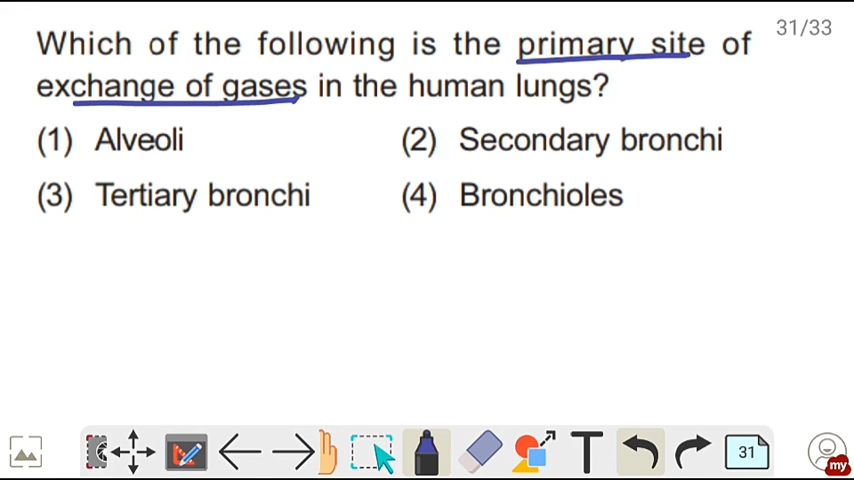 31/33
Which of the following is the primary site of
exchange of gases in the human lungs?
(1) Alveoli (2) Secondary bronchi
(3) Tertiary bronchi (4) Bronchioles
T 31
my